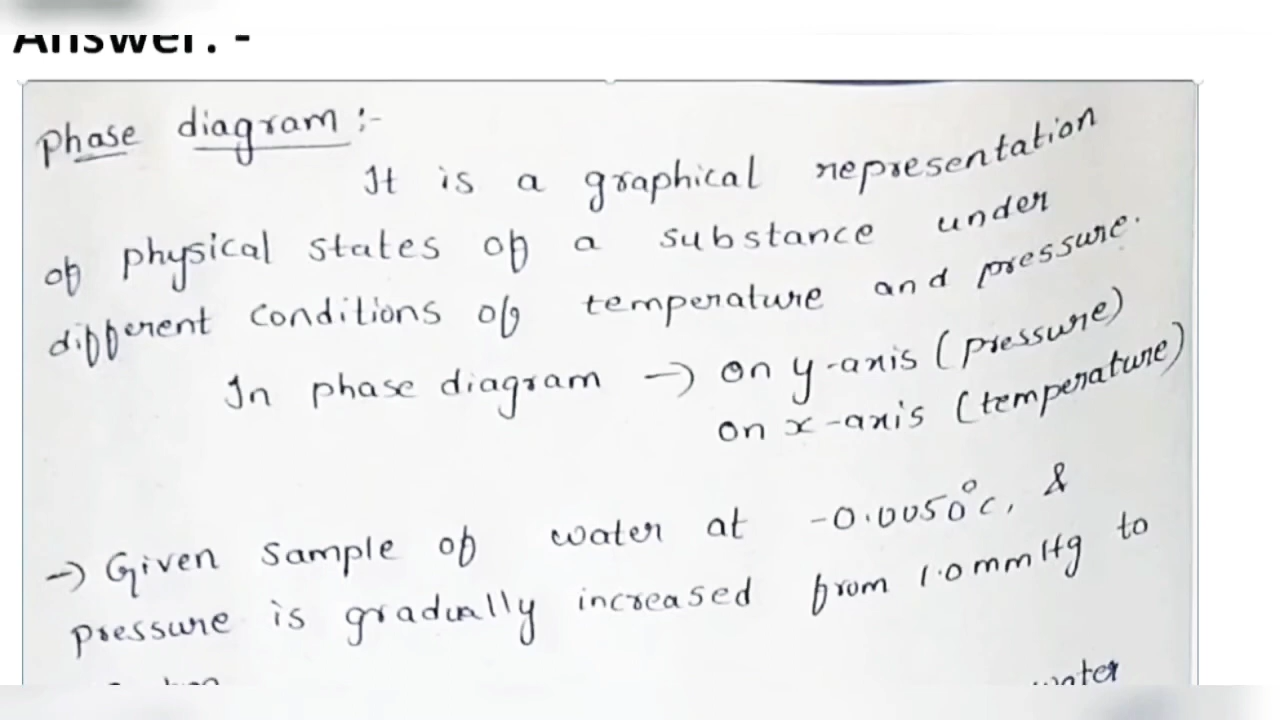 Answer: -
Phase diagram :-
It is a graphical representation
of physical states of a substance under
different conditions of temperature and pressure.
In phase diagram → on y-axis (pressure)
on x-axis (temperature)
→ Given sample of water at -0.0050°C, &
pressure is gradually increased from 1.0 mm Hg to
water